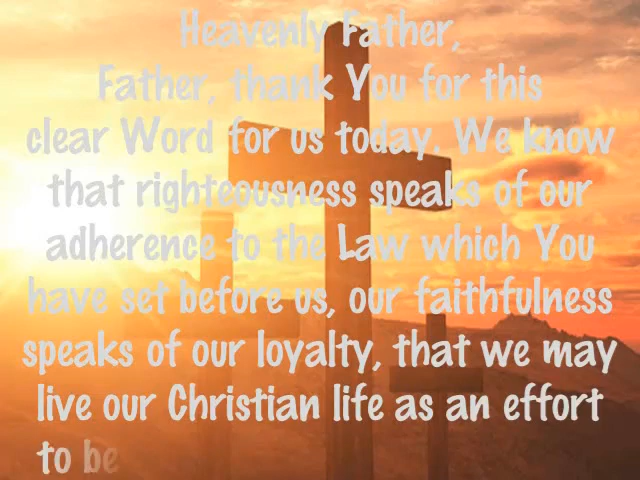 Heavenly Father,
Father, thank You for this
clear Word for us today. We know
that righteousness speaks of our
adherence to the Law which You
have set before us, our faithfulness
speaks of our loyalty, that we may
live our Christian life as an effort
to be